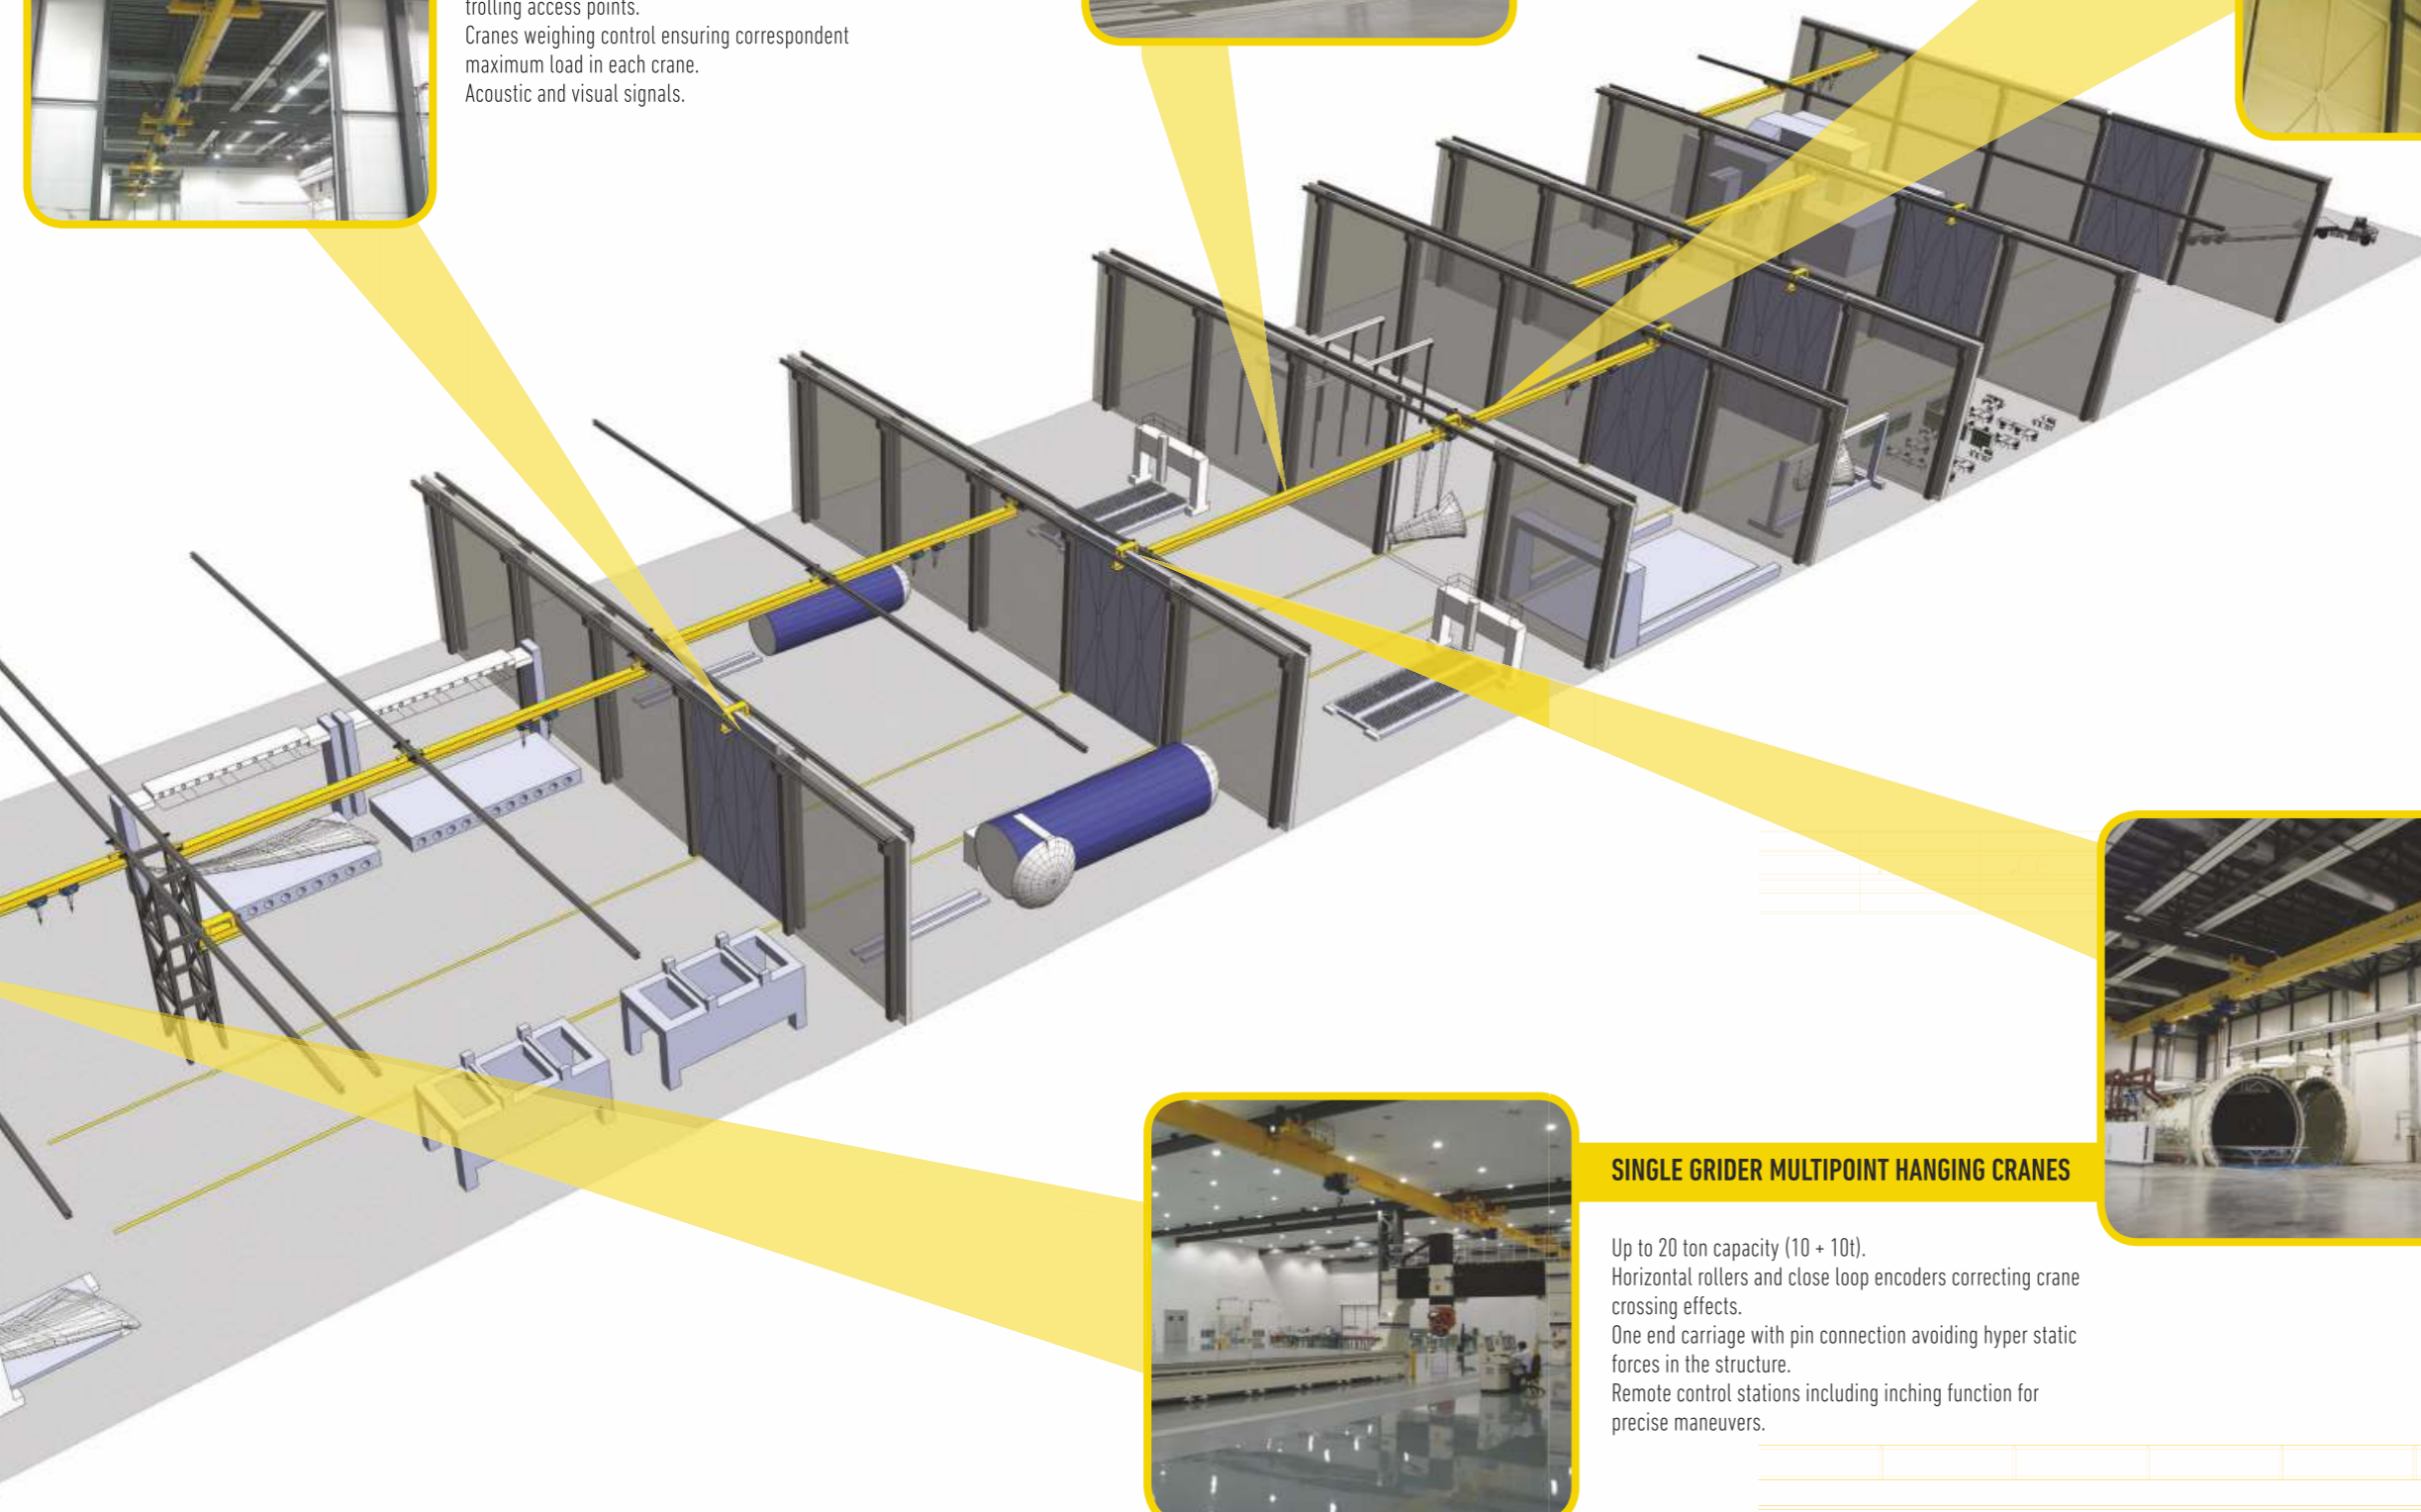 trolling access points.
Cranes weighing control ensuring correspondent
maximum load in each crane.
Acoustic and visual signals.
SINGLE GRIDER MULTIPOINT HANGING CRANES
Up to 20 ton capacity (10 + 10t).
Horizontal rollers and close loop encoders correcting crane
crossing effects.
One end carriage with pin connection avoiding hyper static
forces in the structure.
Remote control stations including inching function for
precise maneuvers.